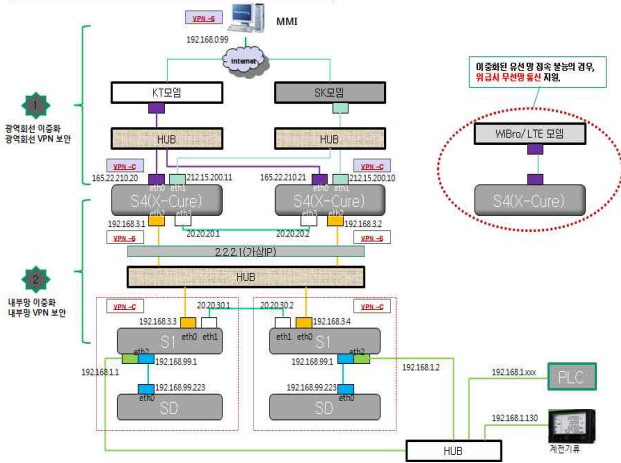 VPN -S
MMI
192.168.0.99
Internet
KT모뎀
SK모뎀
이중화된 유선 망 접속 불능의 경우,
위급시 무선망 통신 지원.
1
광역회선 이중화
광역회선 VPN 보안
HUB
HUB
WiBro/ LTE 모뎀
VPN -C
VPN -C
165.22.210.20
eth0
eth1
212.15.200.11
165.22.210.21
eth0
eth1
212.15.200.10
S4(X-Cure)
S4(X-Cure)
S4(X-Cure)
eth2
eth3
eth3
eth2
192.168.3.1
20.20.20.1
20.20.20.2
192.168.3.2
VPN -S
VPN -S
2.2.2.1(가상IP)
HUB
2
내부망 이중화
내부망 VPN 보안
VPN -C
20.20.30.1
20.20.30.2
VPN -C
192.168.3.3
eth0
eth1
eth1
eth0
192.168.3.4
S1
S1
eth2
eth2
192.168.1.1
192.168.99.1
192.168.99.1
192.168.1.2
192.168.1.xxx
PLC
192.168.99.223
eth0
192.168.99.223
eth0
SD
SD
192.168.1.130
HUB
계전기류